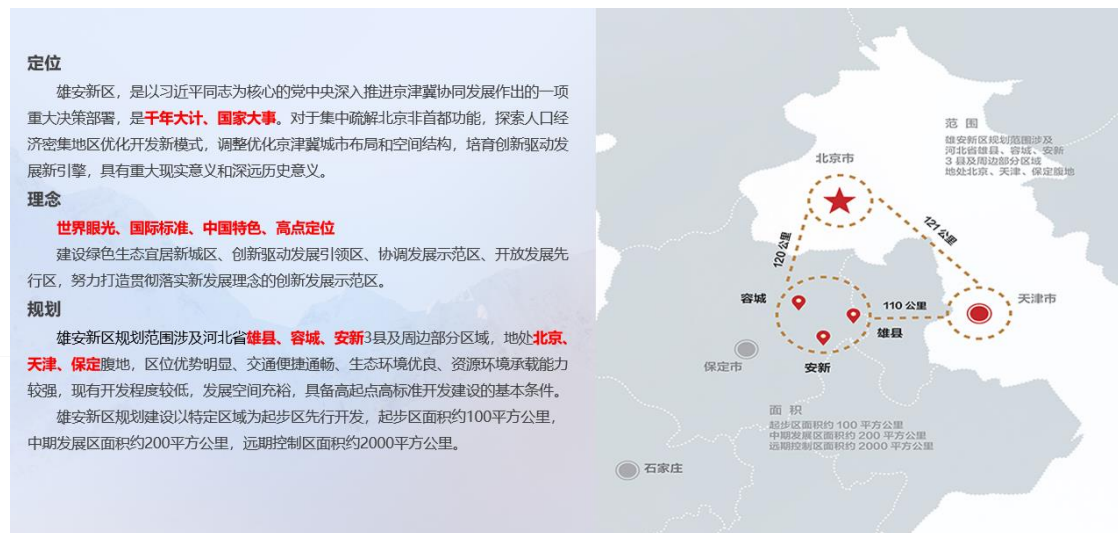 定位
雄安新区，是以习近平同志为核心的党中央深入推进京津冀协同发展作出的一项
重大决策部署，是千年大计、国家大事。对于集中疏解北京非首都功能，探索人口经
济密集地区优化开发新模式，调整优化京津冀城市布局和空间结构，培育创新驱动发
展新引擎，具有重大现实意义和深远历史意义。
理念
世界眼光、国际标准、中国特色、高点定位
建设绿色生态宜居新城区、创新驱动发展引领区、协调发展示范区、开放发展先
行区，努力打造贯彻落实新发展理念的创新发展示范区。
规划
雄安新区规划范围涉及河北省雄县、容城、安新3县及周边部分区域，地处北京、
天津、保定腹地，区位优势明显、交通便捷通畅、生态环境优良、资源环境承载能力
较强，现有开发程度较低，发展空间充裕，具备高起点高标准开发建设的基本条件。
雄安新区规划建设以特定区域为起步区先行开发，起步区面积约100平方公里，
中期发展区面积约200平方公里，远期控制区面积约2000平方公里。
范 围
雄安新区规划范围涉及
河北省雄县、容城、安新
3 县及周边部分区域
地处北京、天津、保定腹地
北京市
120 公里
121 公里
容城
110 公里
天津市
雄县
保定市
安新
面 积
起步区面积约 100 平方公里
中期发展区面积约 200 平方公里
远期控制区面积约 2000 平方公里
石家庄